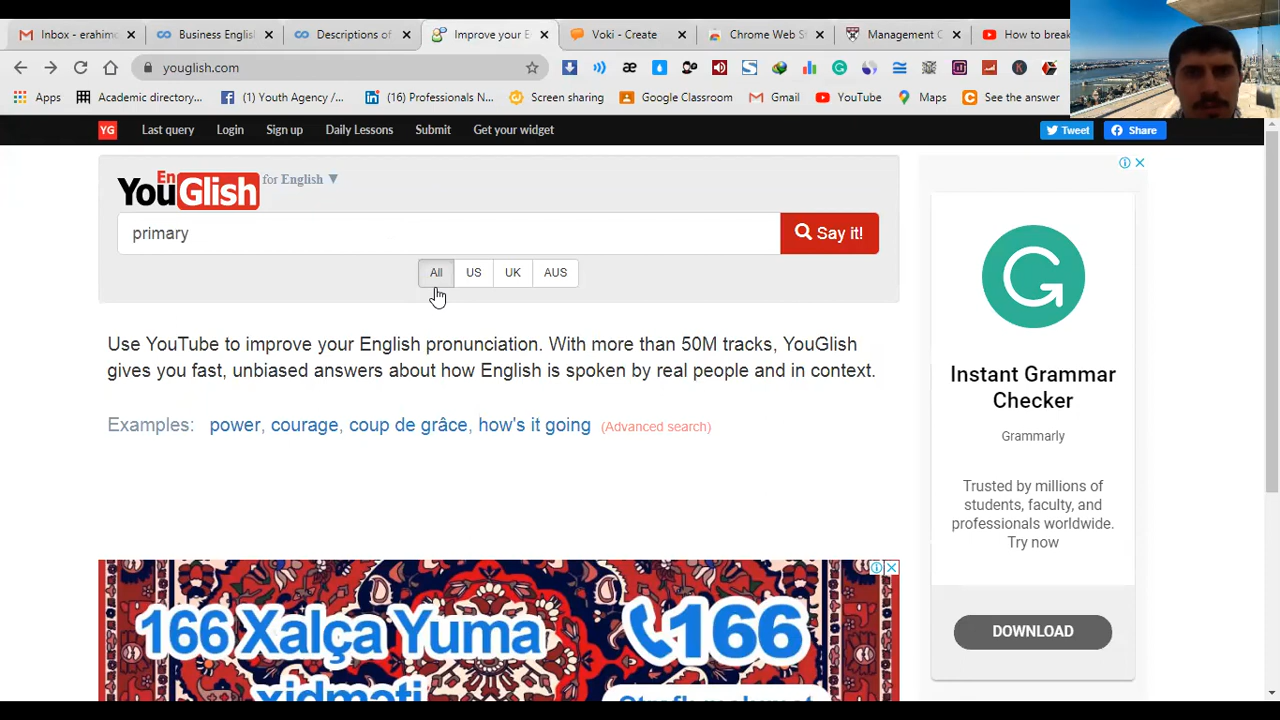 Inbox - erahimo
Business Englis
Descriptions of
Improve your E
Voki - Create
Chrome Web S
Management C
How to break
youglish.com
æ
Apps
Academic directory...
(1) Youth Agency /...
(16) Professionals N...
Screen sharing
Google Classroom
Gmail
YouTube
Maps
See the answer
YG
Last query
Login
Sign up
Daily Lessons
Submit
Get your widget
Tweet
Share
YouGlish
En
for English ▼
primary
Say it!
All
US
UK
AUS
Use YouTube to improve your English pronunciation. With more than 50M tracks, YouGlish
gives you fast, unbiased answers about how English is spoken by real people and in context.
Examples: power, courage, coup de grâce, how's it going (Advanced search)
Instant Grammar
Checker
Grammarly
Trusted by millions of
students, faculty, and
professionals worldwide.
Try now
DOWNLOAD
166 Xalça Yuma
xidməti
166